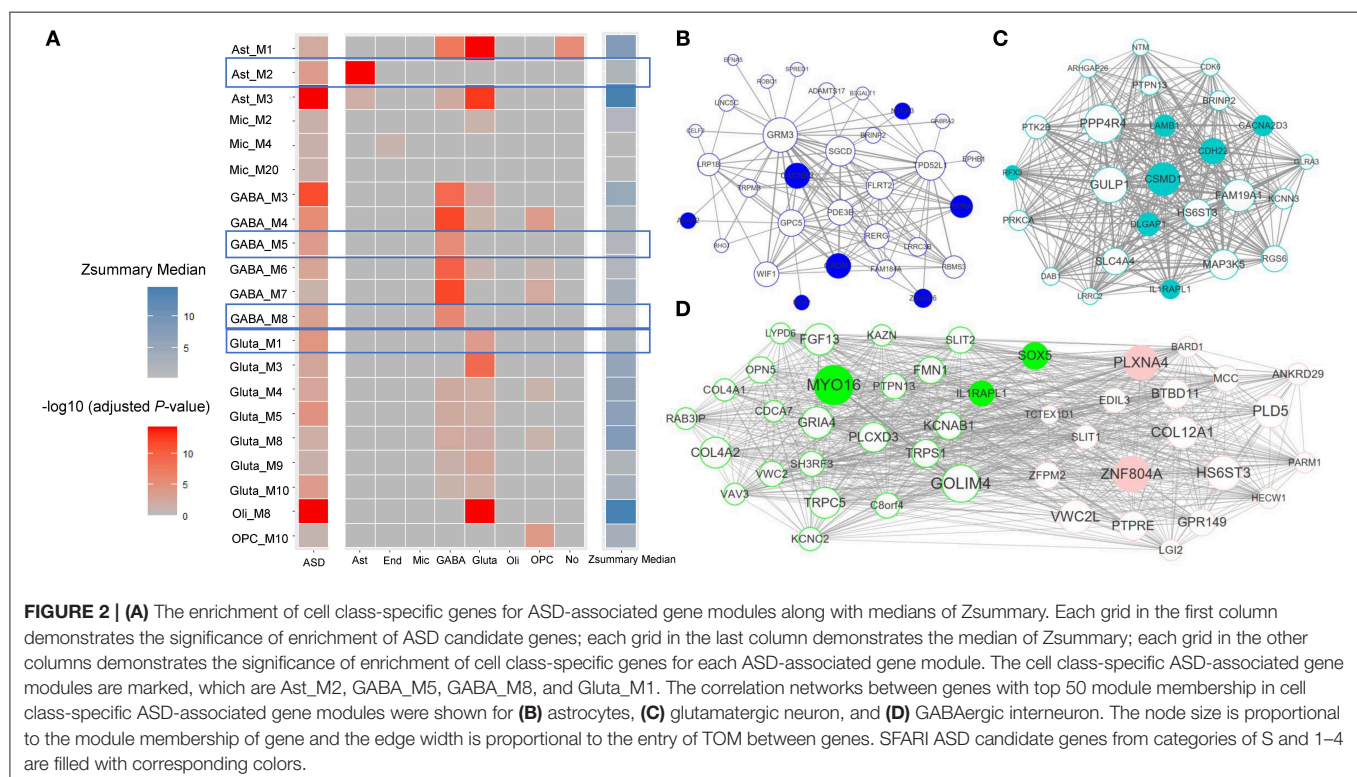 A
Ast_M1
Ast_M2
Ast_M3
Mic_M2
Mic_M4
Mic_M20
GABA_M3
GABA_M4
GABA_M5
GABA_M6
GABA_M7
GABA_M8
Gluta_M1
Gluta_M3
Gluta_M4
Gluta_M5
Gluta_M8
Gluta_M9
Gluta_M10
Oli_M8
OPC_M10
Zsummary Median
10
5
0
-log10 (adjusted P-value)
10
5
0
ASD Ast End Mic GABA Gluta Oli OPC No Zsummary Median
B
EFNA5
SPRED1
ROBO1
ADAMTS17
B3GALT1
UNC5C
GABRA2
CELF2
GRM3
BRINP2
SGCD
EPHB1
LRP1B
TPD52L1
TRPM3
FLRT2
PDE3B
GPC5
RHOJ
RERG
LRRC3B
WIF1
FAM184A
RBMS3
C
NTM
ARHGAP26
CDK6
PTPN13
BRINP2
PPP4R4
PTK2B
LAMB1
CACNA2D3
CDH22
GLRA3
RFX3
CSMD1
GULP1
FAM19A1
KCNN3
HS6ST3
PRKCA
DLGAP1
SLC4A4
MAP3K5
RGS6
DAB1
IL1RAPL1
LRRC2
D
LYPD6
KAZN
FGF13
SLIT2
SOX5
BARD1
PLXNA4
OPN5
FMN1
MCC
ANKRD29
COL4A1
MYO16
PTPN13
IL1RAPL1
EDIL3
BTBD11
RAB3IP
CDCA7
TCTEX1D1
PLD5
GRIA4
KCNAB1
PLCXD3
COL12A1
SLIT1
COL4A2
SH3RF3
TRPS1
PARM1
VWC2
ZFPM2
ZNF804A
HS6ST3
GOLIM4
VAV3
TRPC5
C8orf4
HECW1
VWC2L
PTPRE
GPR149
KCNC2
LGI2
FIGURE 2 | (A) The enrichment of cell class-specific genes for ASD-associated gene modules along with medians of Zsummary. Each grid in the first column
demonstrates the significance of enrichment of ASD candidate genes; each grid in the last column demonstrates the median of Zsummary; each grid in the other
columns demonstrates the significance of enrichment of cell class-specific genes for each ASD-associated gene module. The cell class-specific ASD-associated gene
modules are marked, which are Ast_M2, GABA_M5, GABA_M8, and Gluta_M1. The correlation networks between genes with top 50 module membership in cell
class-specific ASD-associated gene modules were shown for (B) astrocytes, (C) glutamatergic neuron, and (D) GABAergic interneuron. The node size is proportional
to the module membership of gene and the edge width is proportional to the entry of TOM between genes. SFARI ASD candidate genes from categories of S and 1–4
are filled with corresponding colors.